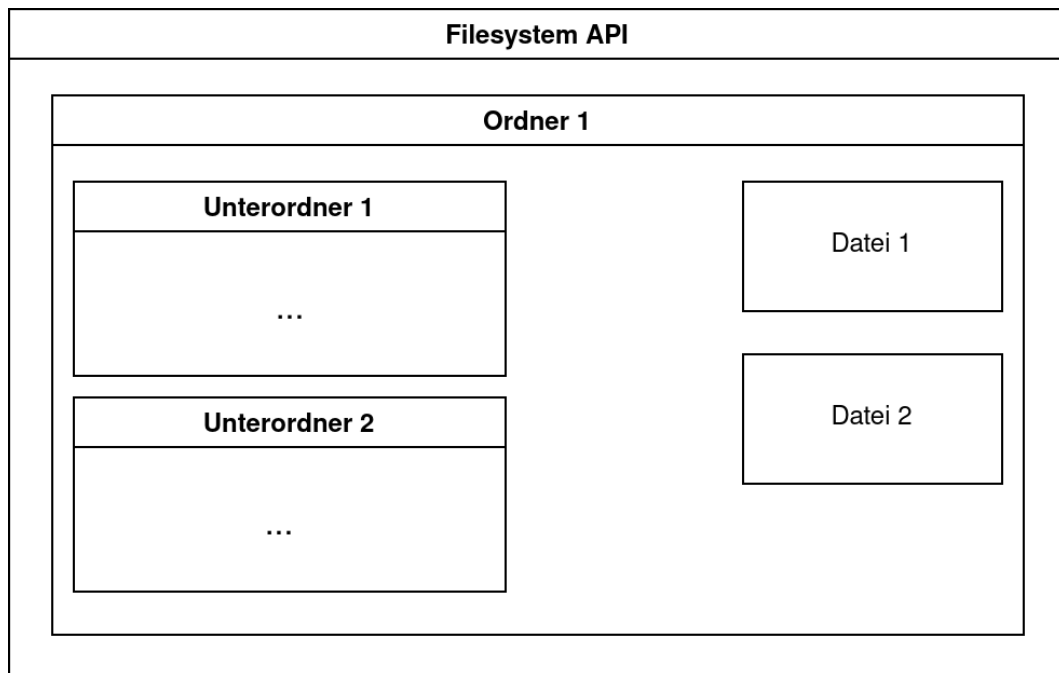 Filesystem API
Ordner 1
Unterordner 1
...
Unterordner 2
...
Datei 1
Datei 2